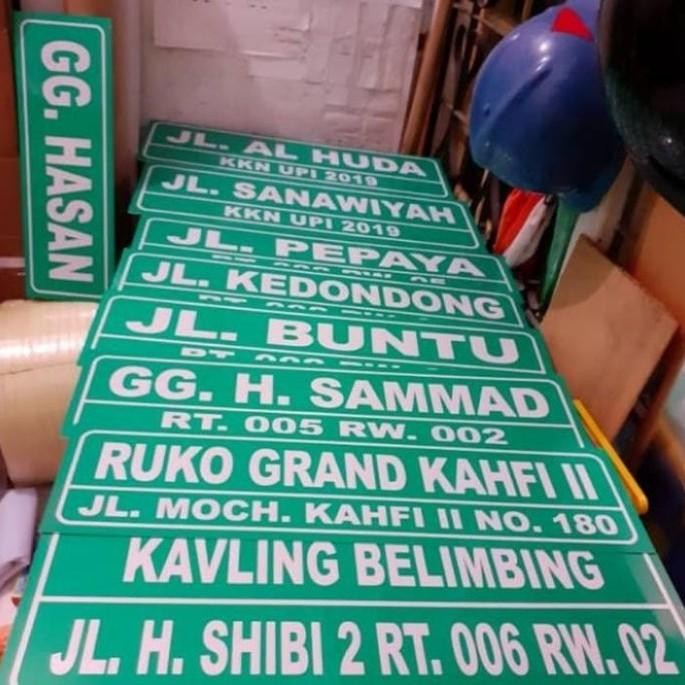 GG. HASAN
JL. AL HUDA
KKN UPI 2019
JL. SANAWIYAH
KKN UPI 2019
JL. PEPAYA
JL. KEDONDONG
JL. BUNTU
GG. H. SAMMAD
RT. 005 RW. 002
RUKO GRAND KAHFI II
JL. MOCH. KAHFI II NO. 180
KAVLING BELIMBING
JL. H. SHIBI 2 RT. 006 RW. 02